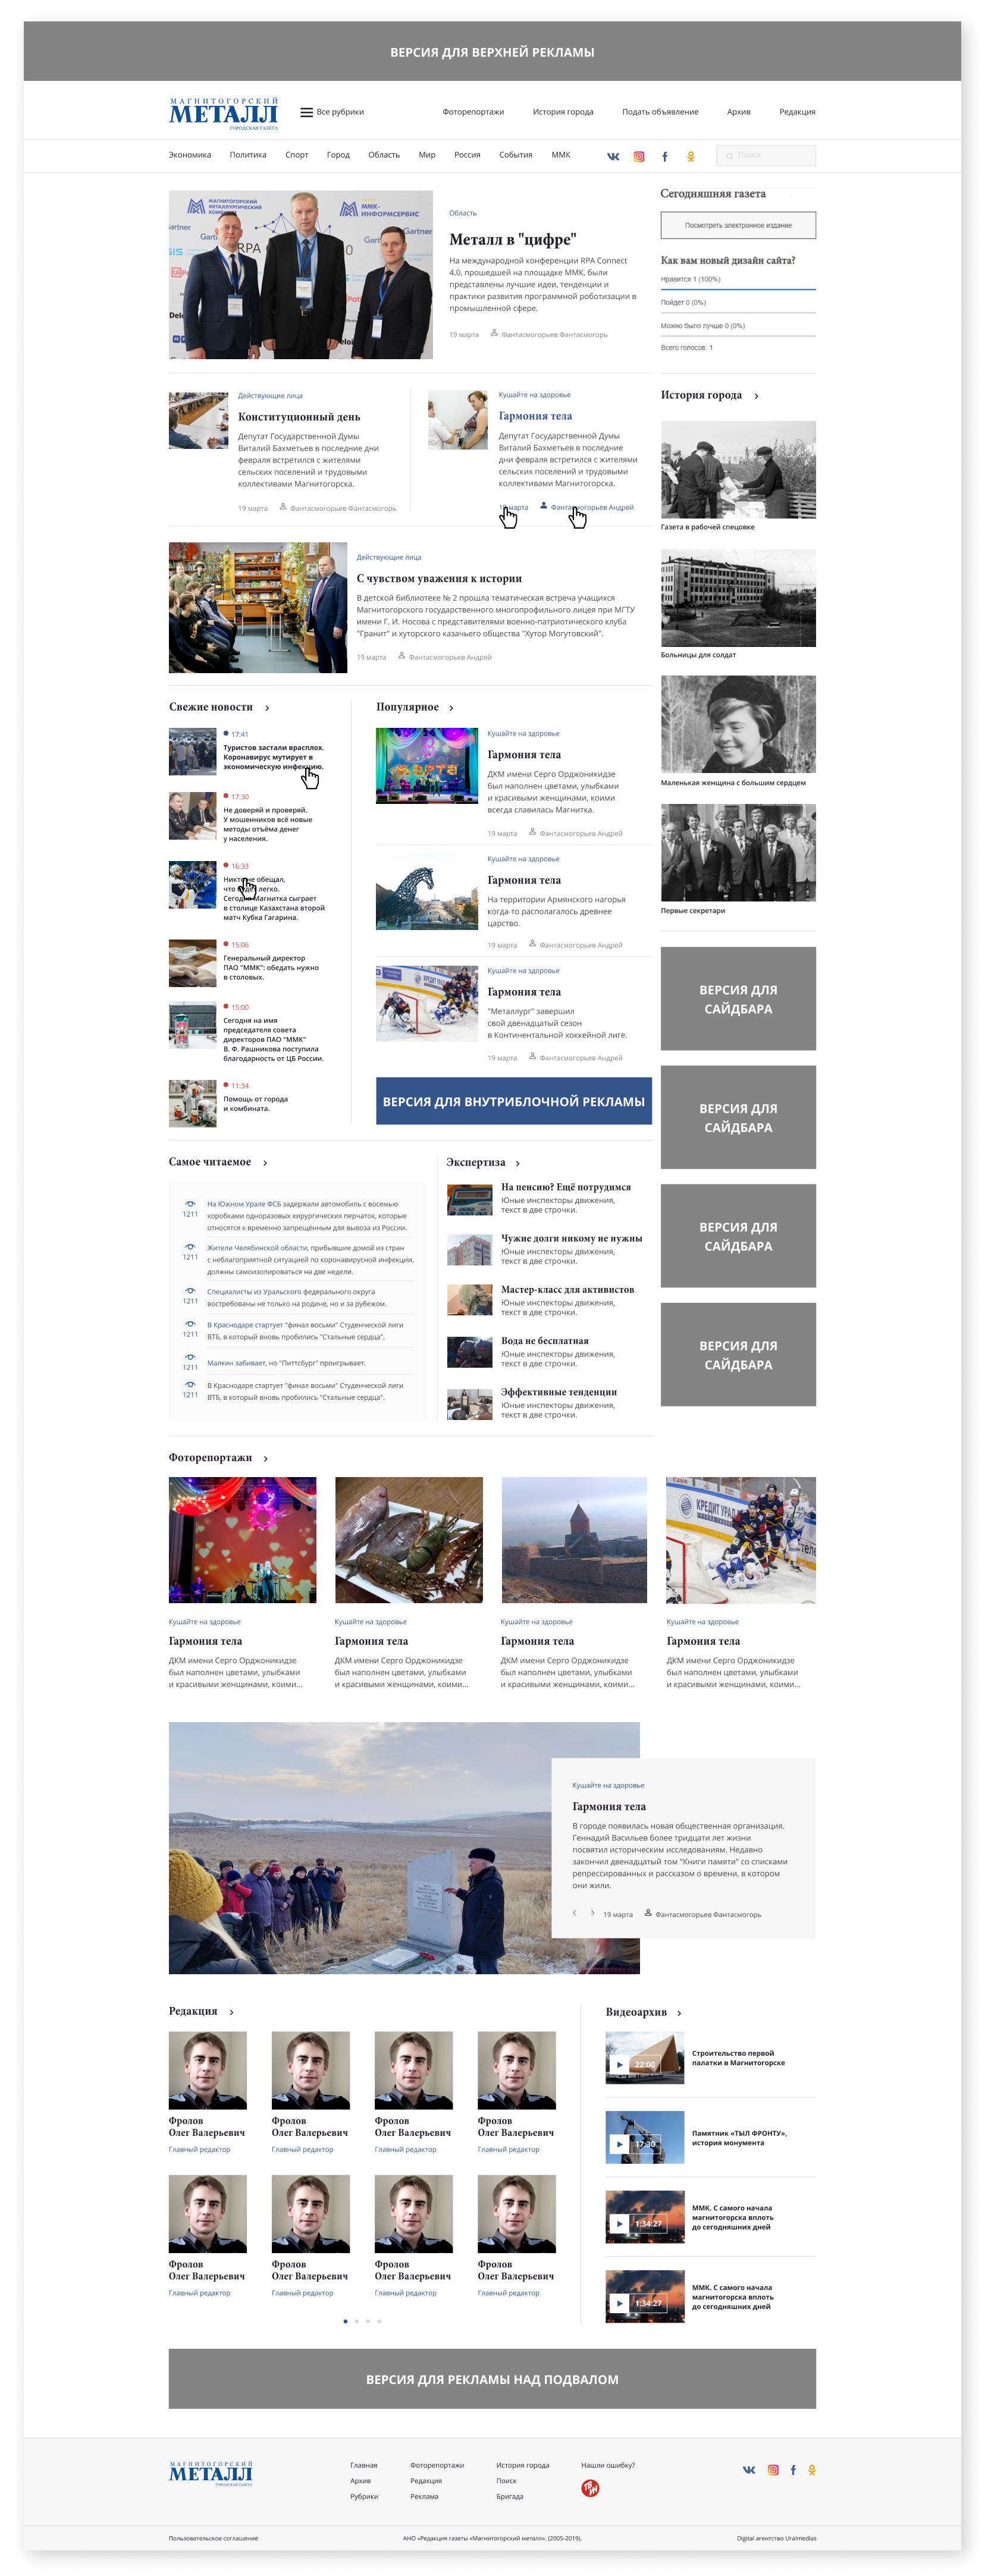 ВЕРСИЯ ДЛЯ ВЕРХНЕЙ РЕКЛАМЫ
МАГНИТОГОРСКИЙ
МЕТАЛЛ
ГОРОДСКАЯ ГАЗЕТА
Все рубрики
Фоторепортажи
История города
Подать объявление
Архив
Редакция
Экономика
Политика
Спорт
Город
Область
Мир
Россия
События
ММК
Поиск
Область
Металл в "цифре"
На международной конференции RPA Connect
4.0, прошедшей на площадке ММК, были
представлены лучшие идеи, тенденции и
практики развития программной роботизации в
промышленной сфере.
19 марта
Фантасмогорьев Фантасмогорь
Сегодняшняя газета
Посмотреть электронное издание
Как вам новый дизайн сайта?
Нравится 1 (100%)
Пойдет 0 (0%)
Можно было лучше 0 (0%)
Всего голосов: 1
Действующие лица
Конституционный день
Депутат Государственной Думы
Виталий Бахметьев в последние дни
февраля встретился с жителями
сельских поселений и трудовыми
коллективами Магнитогорска.
19 марта
Фантасмогорьев Фантасмогорь
Кушайте на здоровье
Гармония тела
Депутат Государственной Думы
Виталий Бахметьев в последние
дни февраля встретился с жителями
сельских поселений и трудовыми
коллективами Магнитогорска.
марта
Фантасмогорьев Андрей
Действующие лица
С чувством уважения к истории
В детской библиотеке № 2 прошла тематическая встреча учащихся
Магнитогорского государственного многопрофильного лицея при МГТУ
имени Г. И. Носова с представителями военно-патриотического клуба
"Гранит" и хуторского казачьего общества "Хутор Могутовский".
19 марта
Фантасмогорьев Андрей
История города
Газета в рабочей спецовке
Больницы для солдат
Маленькая женщина с большим сердцем
Первые секретари
Свежие новости
17:41
Туристов застали врасплох.
Коронавирус мутирует в
экономическую инфекцию.
17:30
Не доверяй и проверяй.
У мошенников всё новые
методы отъёма денег
у населения.
16:33
обещал,
что легко.
Магнитка сыграет
в столице Казахстана второй
матч Кубка Гагарина.
15:06
Генеральный директор
ПАО "ММК": обедать нужно
в столовых.
15:00
Сегодня на имя
председателя совета
директоров ПАО "ММК"
В. Ф. Рашникова поступила
благодарность от ЦБ России.
11:34
Помощь от города
и комбината.
Популярное
Кушайте на здоровье
Гармония тела
ДКМ имени Серго Орджоникидзе
был наполнен цветами, улыбками
и красивыми женщинами, коими
всегда славилась Магнитка.
19 марта
Фантасмогорьев Андрей
Кушайте на здоровье
Гармония тела
На территории Армянского нагорья
когда-то располагалось древнее
царство.
19 марта
Фантасмогорьев Андрей
Кушайте на здоровье
Гармония тела
"Металлург" завершил
свой двенадцатый сезон
в Континентальной хоккейной лиге.
19 марта
Фантасмогорьев Андрей
ВЕРСИЯ ДЛЯ ВНУТРИБЛОЧНОЙ РЕКЛАМЫ
ВЕРСИЯ ДЛЯ
САЙДБАРА
ВЕРСИЯ ДЛЯ
САЙДБАРА
ВЕРСИЯ ДЛЯ
САЙДБАРА
ВЕРСИЯ ДЛЯ
САЙДБАРА
Самое читаемое
1211
На Южном Урале ФСБ задержали автомобиль с восемью
коробками одноразовых хирургических перчаток, которые
относятся к временно запрещённым для вывоза из России.
1211
Жители Челябинской области, прибывшие домой из стран
с неблагоприятной ситуацией по коронавирусной инфекции,
должны самоизолироваться на две недели.
1211
Специалисты из Уральского федерального округа
востребованы не только на родине, но и за рубежом.
1211
В Краснодаре стартует "финал восьми" Студенческой лиги
ВТБ, в который вновь пробились "Стальные сердца".
1211
Малкин забивает, но "Питтсбург" проигрывает.
1211
В Краснодаре стартует "финал восьми" Студенческой лиги
ВТБ, в который вновь пробились "Стальные сердца".
Экспертиза
На пенсию? Ещё потрудимся
Юные инспекторы движения,
текст в две строчки.
Чужие долги никому не нужны
Юные инспекторы движения,
текст в две строчки.
Мастер-класс для активистов
Юные инспекторы движения,
текст в две строчки.
Вода не бесплатная
Юные инспекторы движения,
текст в две строчки.
Эффективные тенденции
Юные инспекторы движения,
текст в две строчки.
Фоторепортажи
Кушайте на здоровье
Гармония тела
ДКМ имени Серго Орджоникидзе
был наполнен цветами, улыбками
и красивыми женщинами, коими...
Кушайте на здоровье
Гармония тела
ДКМ имени Серго Орджоникидзе
был наполнен цветами, улыбками
и красивыми женщинами, коими...
Кушайте на здоровье
Гармония тела
ДКМ имени Серго Орджоникидзе
был наполнен цветами, улыбками
и красивыми женщинами, коими...
Кушайте на здоровье
Гармония тела
ДКМ имени Серго Орджоникидзе
был наполнен цветами, улыбками
и красивыми женщинами, коими...
Кушайте на здоровье
Гармония тела
В городе появилась новая общественная организация.
Геннадий Васильев более тридцати лет жизни
посвятил историческим исследованиям. Недавно
закончил двенадцатый том "Книги памяти" со списками
репрессированных и рассказом о времени, в котором
они жили.
19 марта
Фантасмогорьев Фантасмогорь
Редакция
Фролов
Олег Валерьевич
Главный редактор
Фролов
Олег Валерьевич
Главный редактор
Фролов
Олег Валерьевич
Главный редактор
Фролов
Олег Валерьевич
Главный редактор
Фролов
Олег Валерьевич
Главный редактор
Фролов
Олег Валерьевич
Главный редактор
Фролов
Олег Валерьевич
Главный редактор
Фролов
Олег Валерьевич
Главный редактор
Видеоархив
22:00
Строительство первой
палатки в Магнитогорске
17:30
Памятник «ТЫЛ ФРОНТУ»,
история монумента
1:34:27
ММК. С самого начала
магнитогорска вплоть
до сегодняшних дней
1:34:27
ММК. С самого начала
магнитогорска вплоть
до сегодняшних дней
ВЕРСИЯ ДЛЯ РЕКЛАМЫ НАД ПОДВАЛОМ
МАГНИТОГОРСКИЙ
МЕТАЛЛ
ГОРОДСКАЯ ГАЗЕТА
Главная
Архив
Рубрики
Фоторепортажи
Редакция
Реклама
История города
Поиск
Бригада
Нашли ошибку?
Пользовательское соглашение
АНО «Редакция газеты «Магнитогорский металл». (2005-2019).
Digital агентство Uralmedias